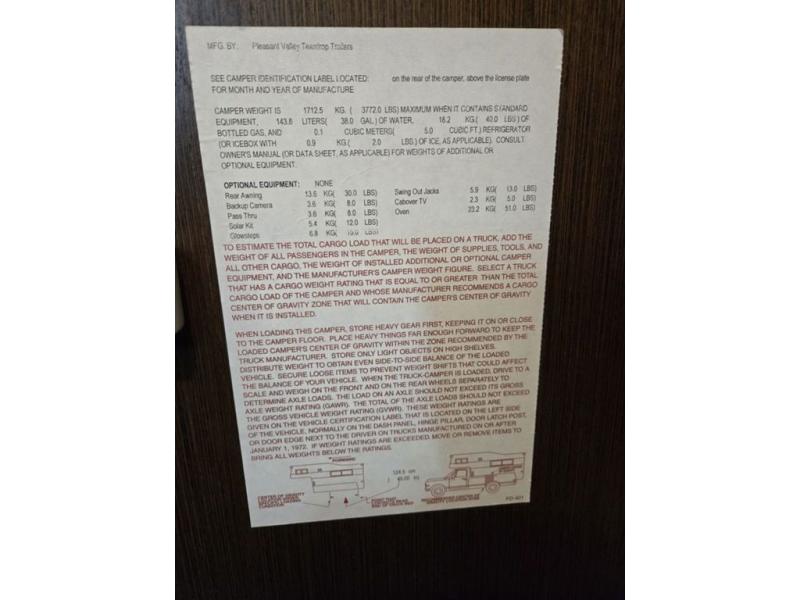 MFG. BY: Pleasant Valley Teardrop Trailers
SEE CAMPER IDENTIFICATION LABEL LOCATED: on the rear of the camper, above the license plate
FOR MONTH AND YEAR OF MANUFACTURE
CAMPER WEIGHT IS 1712.5 KG. ( 3772.0 LBS) MAXIMUM WHEN IT CONTAINS STANDARD
EQUIPMENT, 143.8 LITERS( 38.0 GAL.) OF WATER, 18.2 KG.( 40.0 LBS) OF
BOTTLED GAS, AND 0.1 CUBIC METERS( 5.0 CUBIC FT.) REFRIGERATOR
(OR ICEBOX WITH 0.9 KG.( 2.0 LBS.) OF ICE, AS APPLICABLE). CONSULT
OWNER'S MANUAL (OR DATA SHEET, AS APPLICABLE) FOR WEIGHTS OF ADDITIONAL OR
OPTIONAL EQUIPMENT.
OPTIONAL EQUIPMENT: NONE
Rear Awning 13.6 KG( 30.0 LBS) Swing Out Jacks 5.9 KG( 13.0 LBS)
Backup Camera 3.6 KG( 8.0 LBS) Cabover TV 2.3 KG( 5.0 LBS)
Pass Thru 3.6 KG( 8.0 LBS) Oven 23.2 KG( 51.0 LBS)
Solar Kit 5.4 KG( 12.0 LBS)
Glowsteps 6.8 KG( 15.0 LBS)
TO ESTIMATE THE TOTAL CARGO LOAD THAT WILL BE PLACED ON A TRUCK, ADD THE
WEIGHT OF ALL PASSENGERS IN THE CAMPER, THE WEIGHT OF SUPPLIES, TOOLS, AND
ALL OTHER CARGO, THE WEIGHT OF INSTALLED ADDITIONAL OR OPTIONAL CAMPER
EQUIPMENT, AND THE MANUFACTURER'S CAMPER WEIGHT FIGURE. SELECT A TRUCK
THAT HAS A CARGO WEIGHT RATING THAT IS EQUAL TO OR GREATER THAN THE TOTAL
CARGO LOAD OF THE CAMPER AND WHOSE MANUFACTURER RECOMMENDS A CARGO
CENTER OF GRAVITY ZONE THAT WILL CONTAIN THE CAMPER'S CENTER OF GRAVITY
WHEN IT IS INSTALLED.
WHEN LOADING THIS CAMPER, STORE HEAVY GEAR FIRST, KEEPING IT ON OR CLOSE
TO THE CAMPER FLOOR. PLACE HEAVY THINGS FAR ENOUGH FORWARD TO KEEP THE
LOADED CAMPER'S CENTER OF GRAVITY WITHIN THE ZONE RECOMMENDED BY THE
TRUCK MANUFACTURER. STORE ONLY LIGHT OBJECTS ON HIGH SHELVES.
DISTRIBUTE WEIGHT TO OBTAIN EVEN SIDE-TO-SIDE BALANCE OF THE LOADED
VEHICLE. SECURE LOOSE ITEMS TO PREVENT WEIGHT SHIFTS THAT COULD AFFECT
THE BALANCE OF YOUR VEHICLE. WHEN THE TRUCK-CAMPER IS LOADED, DRIVE TO A
SCALE AND WEIGH ON THE FRONT AND ON THE REAR WHEELS SEPARATELY TO
DETERMINE AXLE LOADS. THE LOAD ON AN AXLE SHOULD NOT EXCEED ITS GROSS
AXLE WEIGHT RATING (GAWR). THE TOTAL OF THE AXLE LOADS SHOULD NOT EXCEED
THE GROSS VEHICLE WEIGHT RATING (GVWR). THESE WEIGHT RATINGS ARE
GIVEN ON THE VEHICLE CERTIFICATION LABEL THAT IS LOCATED ON THE LEFT SIDE
OF THE VEHICLE, NORMALLY ON THE DASH PANEL, HINGE PILLAR, DOOR LATCH POST,
OR DOOR EDGE NEXT TO THE DRIVER ON TRUCKS MANUFACTURED ON OR AFTER
JANUARY 1, 1972. IF WEIGHT RATINGS ARE EXCEEDED, MOVE OR REMOVE ITEMS TO
BRING ALL WEIGHTS BELOW THE RATINGS.
FORWARD
CENTER OF GRAVITY
RECOMMENDED CENTER OF
PD-401